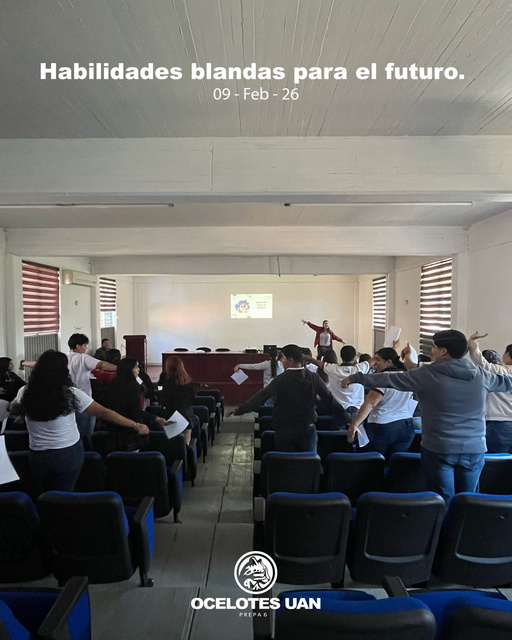 Habilidades blandas para el futuro.
09 - Feb - 26
OCELOTES UAN
PREPA 6